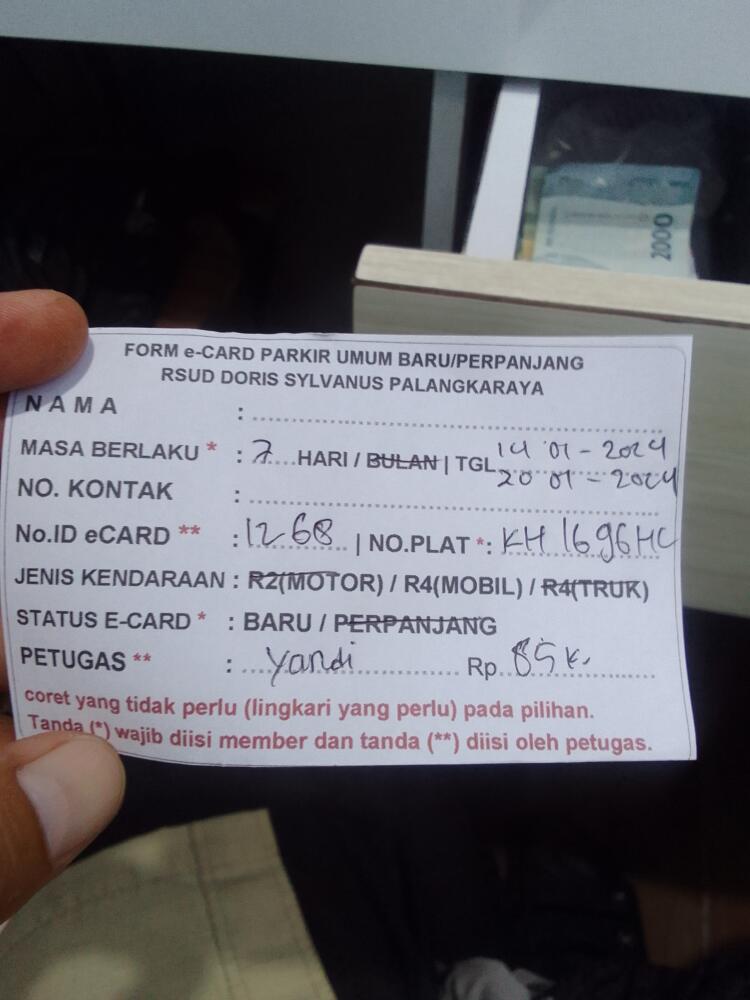 2000
FORM e-CARD PARKIR UMUM BARU/PERPANJANG
RSUD DORIS SYLVANUS PALANGKARAYA
N A M A :
MASA BERLAKU * : 7 HARI / BULAN | TGL 14 01 - 2024
20 01 - 2024
NO. KONTAK :
No.ID eCARD ** : 1268 | NO.PLAT *: KH 1696HC
JENIS KENDARAAN : R2(MOTOR) / R4(MOBIL) / R4(TRUK)
STATUS E-CARD * : BARU / PERPANJANG
PETUGAS ** : Yandi Rp 85 K.
coret yang tidak perlu (lingkari yang perlu) pada pilihan.
Tanda (*) wajib diisi member dan tanda (**) diisi oleh petugas.